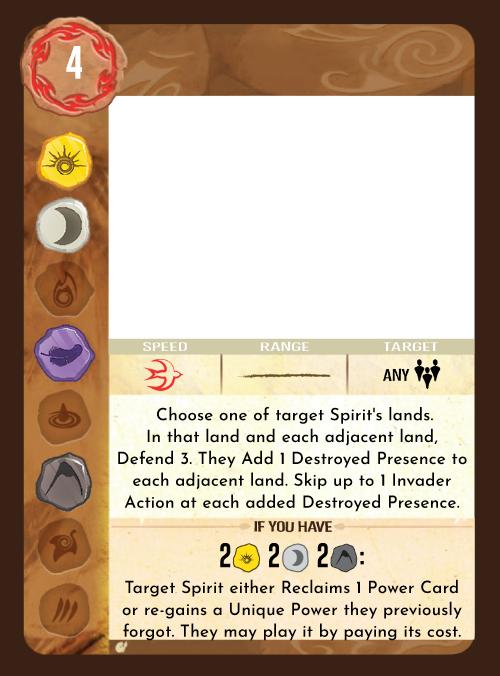 4
SPEED RANGE TARGET
ANY
Choose one of target Spirit's lands.
In that land and each adjacent land,
Defend 3. They Add 1 Destroyed Presence to
each adjacent land. Skip up to 1 Invader
Action at each added Destroyed Presence.
IF YOU HAVE
2 2 2 :
Target Spirit either Reclaims 1 Power Card
or re-gains a Unique Power they previously
forgot. They may play it by paying its cost.